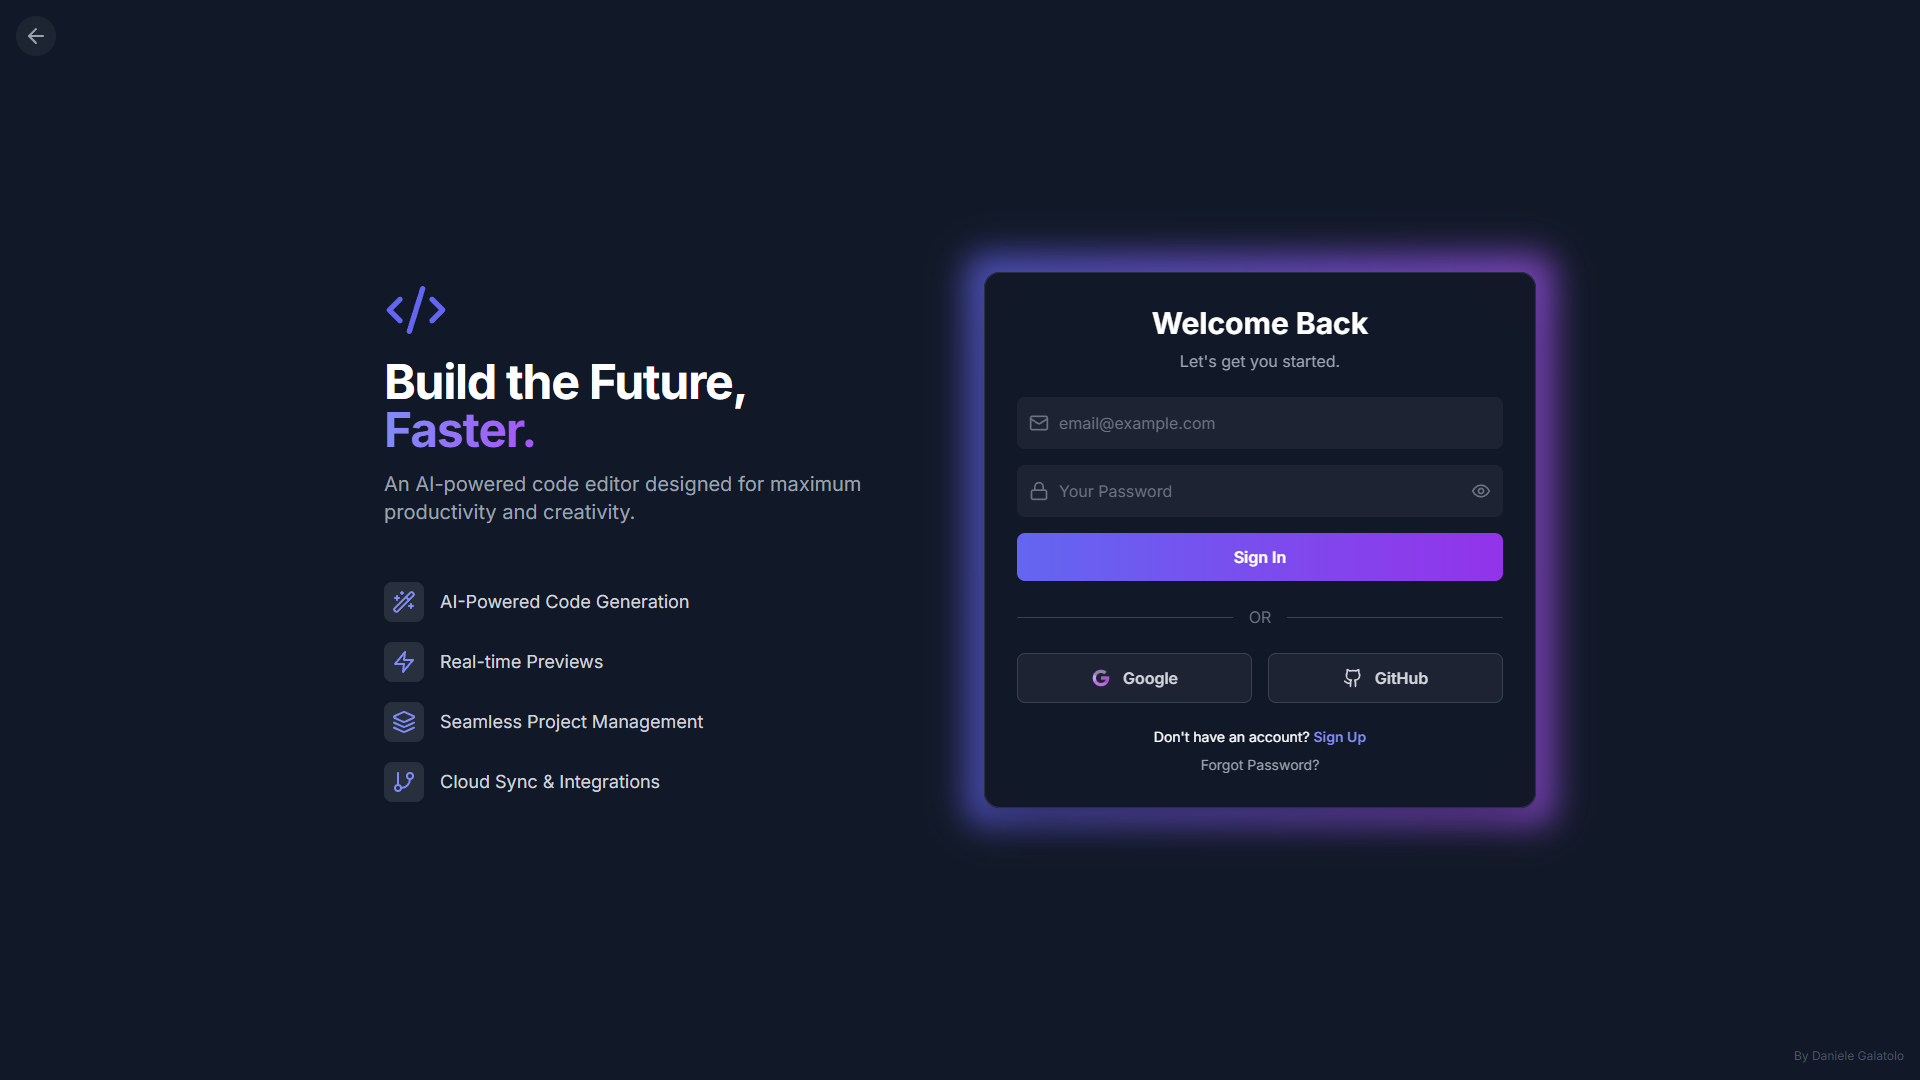 Build the Future,
Faster.
An AI-powered code editor designed for maximum
productivity and creativity.
AI-Powered Code Generation
Real-time Previews
Seamless Project Management
Cloud Sync & Integrations
Welcome Back
Let's get you started.
email@example.com
Your Password
Sign In
OR
Google
GitHub
Don't have an account? Sign Up
Forgot Password?
By Daniele Galatolo